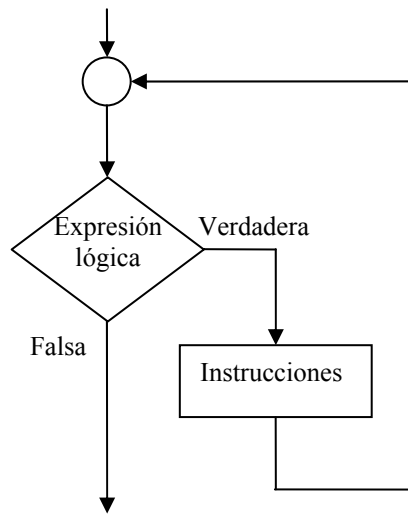 Expresión
lógica
Verdadera
Falsa
Instrucciones